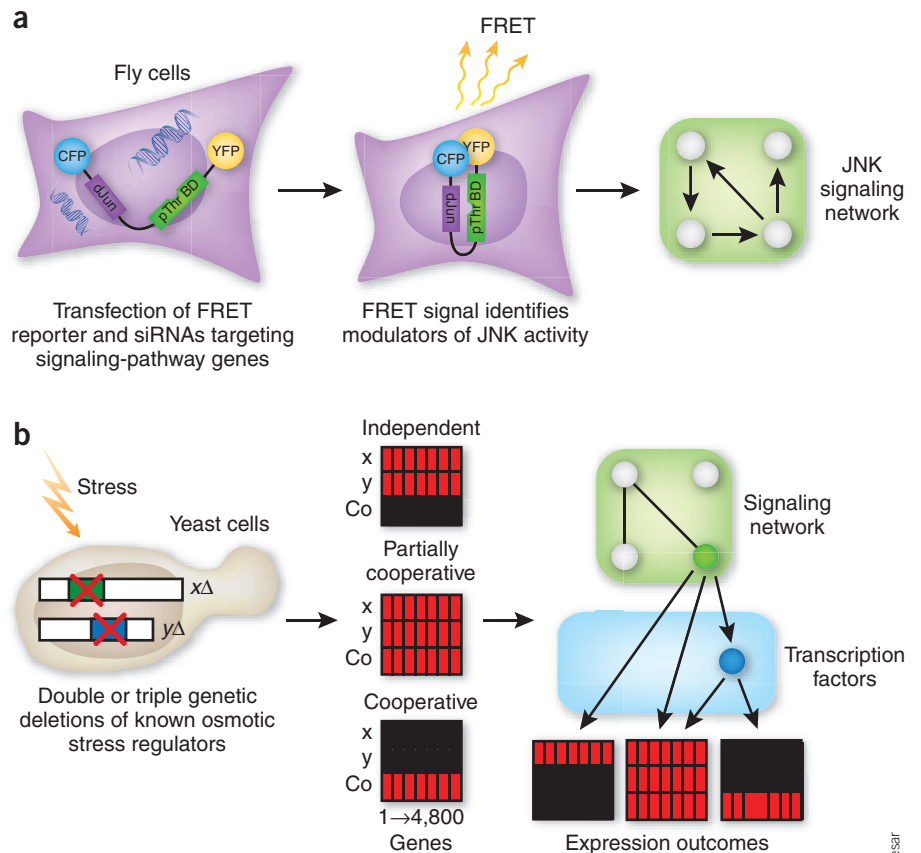 a
FRET
Fly cells
CFP
YFP
dJun
pThr BD
CFP
YFP
dJun
pThr BD
JNK
signaling
network
Transfection of FRET
reporter and siRNAs targeting
signaling-pathway genes
FRET signal identifies
modulators of JNK activity
b
Stress
Yeast cells
xΔ
yΔ
Double or triple genetic
deletions of known osmotic
stress regulators
Independent
x
y
Co
Partially
cooperative
x
y
Co
Cooperative
x
y
Co
1→4,800
Genes
Signaling
network
Transcription
factors
Expression outcomes
esar